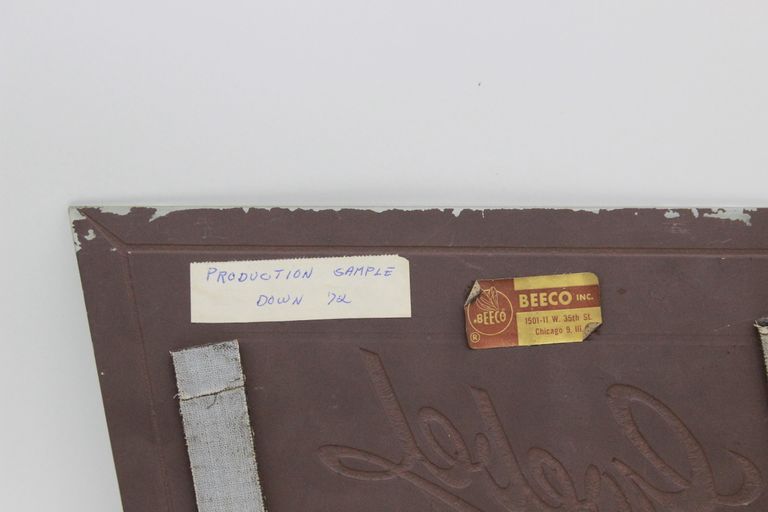 PRODUCTION SAMPLE
DOWN '72
BEECO
®
BEECO INC.
1501-11 W. 35th St.
Chicago 9, Ill.